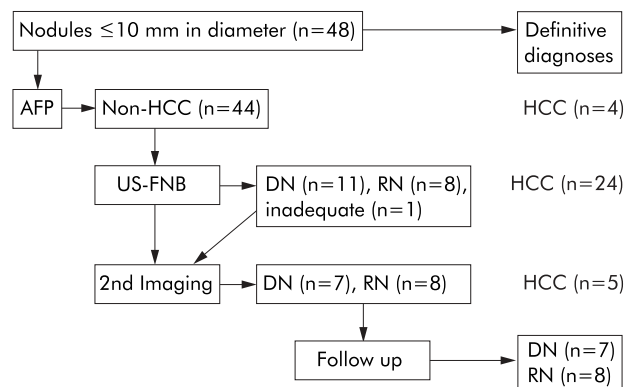 Nodules ≤10 mm in diameter (n=48)
Definitive
diagnoses
AFP
Non-HCC (n=44)
HCC (n=4)
US-FNB
DN (n=11), RN (n=8),
inadequate (n=1)
HCC (n=24)
2nd Imaging
DN (n=7), RN (n=8)
HCC (n=5)
Follow up
DN (n=7)
RN (n=8)